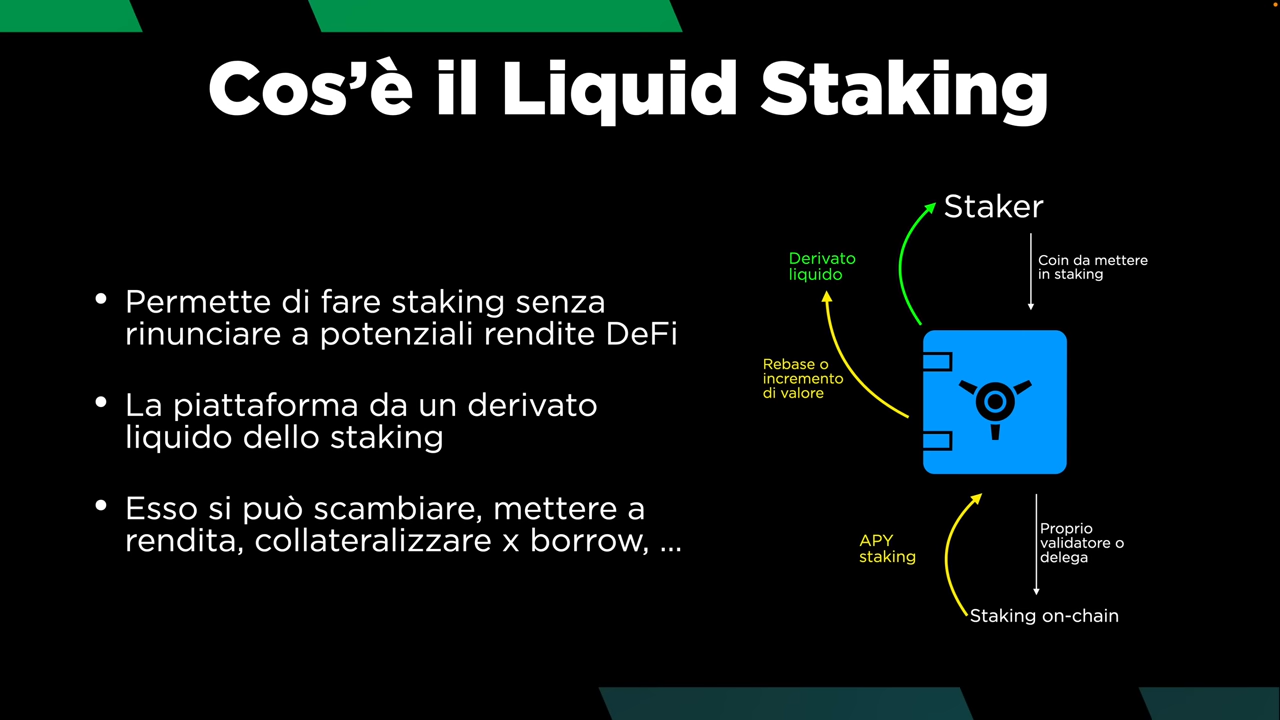 Cos’è il Liquid Staking
• Permette di fare staking senza
rinunciare a potenziali rendite DeFi
• La piattaforma da un derivato
liquido dello staking
• Esso si può scambiare, mettere a
rendita, collateralizzare x borrow, ...
Staker
Coin da mettere
in staking
Derivato
liquido
Rebase o
incremento
di valore
APY
staking
Proprio
validatore o
delega
Staking on-chain